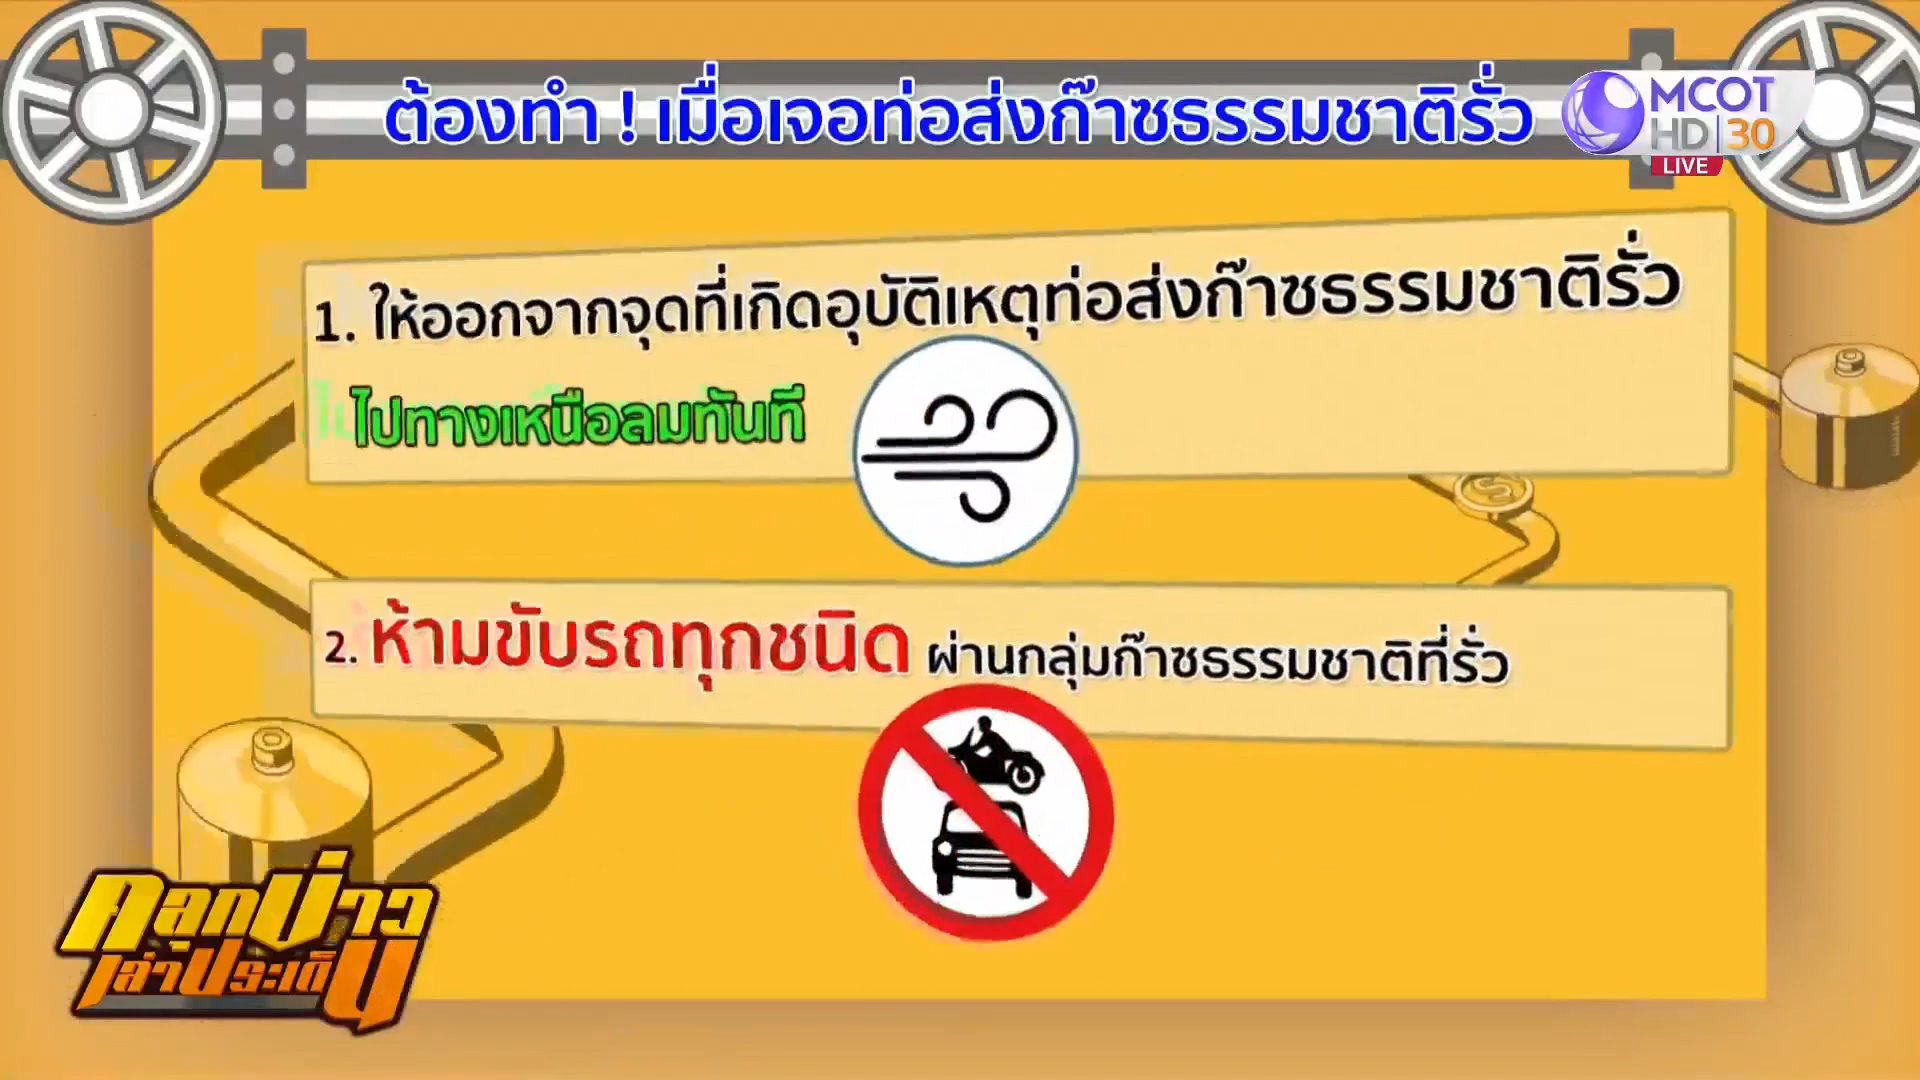 ต้องทำ ! เมื่อเจอท่อส่งก๊าซธรรมชาติรั่ว
MCOT
HD 30
LIVE
1. ให้ออกจากจุดที่เกิดอุบัติเหตุท่อส่งก๊าซธรรมชาติรั่ว
ไปทางเหนือลมทันที
2. ห้ามขับรถทุกชนิด ผ่านกลุ่มก๊าซธรรมชาติที่รั่ว
คลุกข่าว
เล่าประเด็น